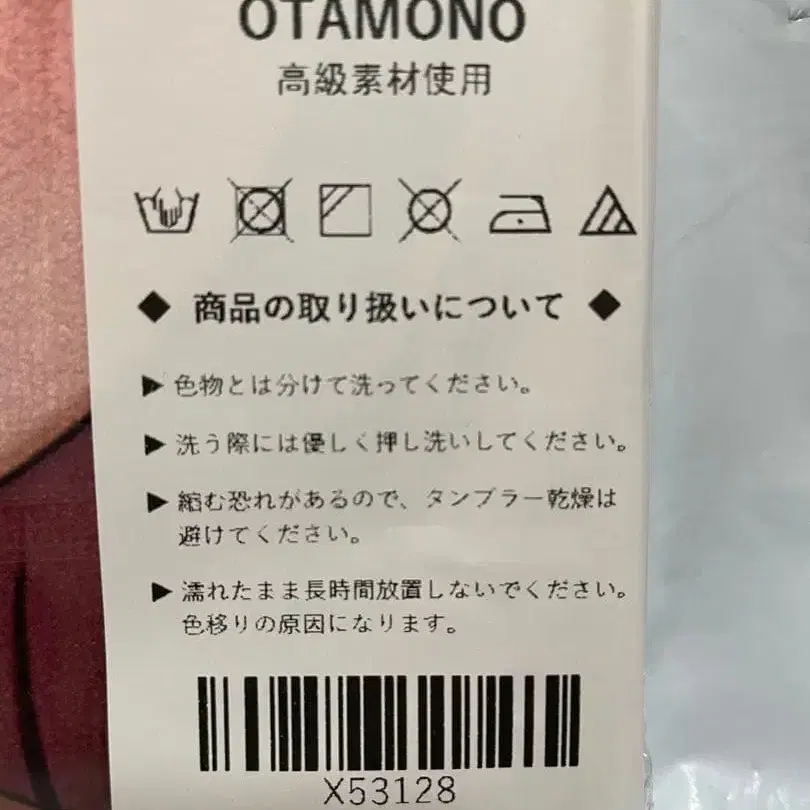 OTAMONO
高級素材使用
◆ 商品の取り扱いについて ◆
▶ 色物とは分けて洗ってください。
▶ 洗う際には優しく押し洗いしてください。
▶ 縮む恐れがあるので、タンブラー乾燥は
避けてください。
▶ 濡れたまま長時間放置しないでください。
色移りの原因になります。
X53128